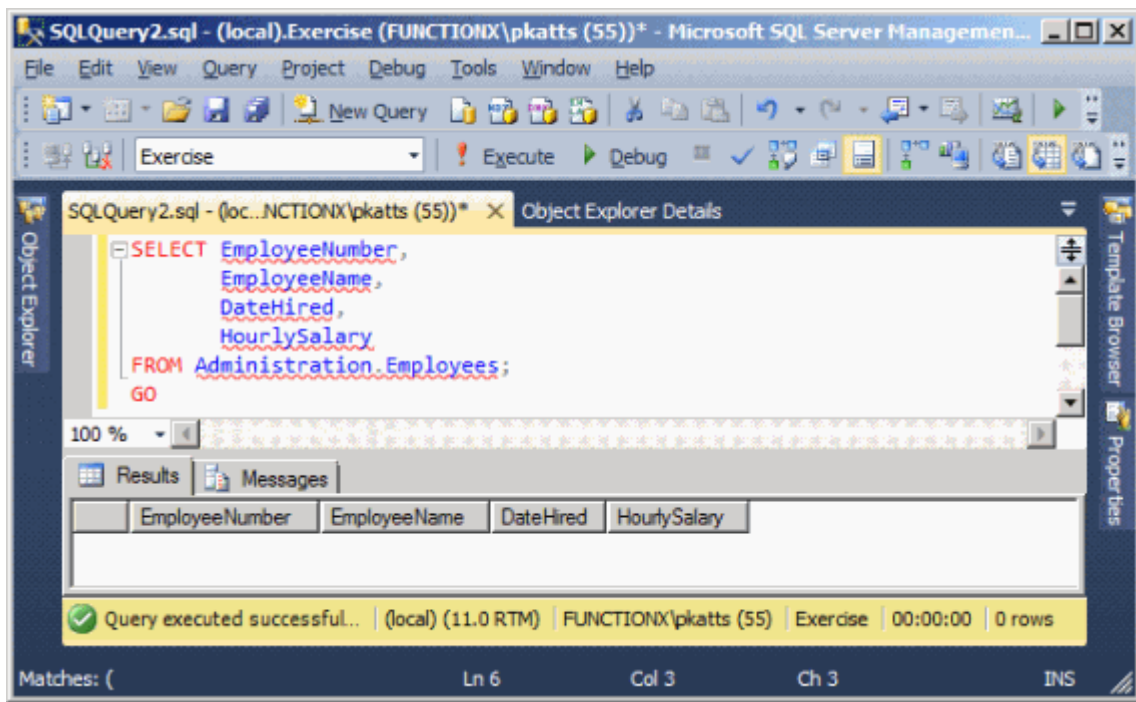 SQLQuery2.sql - (local).Exercise (FUNCTIONX\pkatts (55))* - Microsoft SQL Server Managemen...
File Edit View Query Project Debug Tools Window Help
New Query
Exercise Execute Debug
SQLQuery2.sql - (loc...NCTIONX\pkatts (55))* Object Explorer Details
Object Explorer
SELECT EmployeeNumber,
EmployeeName,
DateHired,
HourlySalary
FROM Administration.Employees;
GO
100 %
Results Messages
EmployeeNumber EmployeeName DateHired HourlySalary
Query executed successful... (local) (11.0 RTM) FUNCTIONX\pkatts (55) Exercise 00:00:00 0 rows
Template Browser
Properties
Matches: ( Ln 6 Col 3 Ch 3 INS